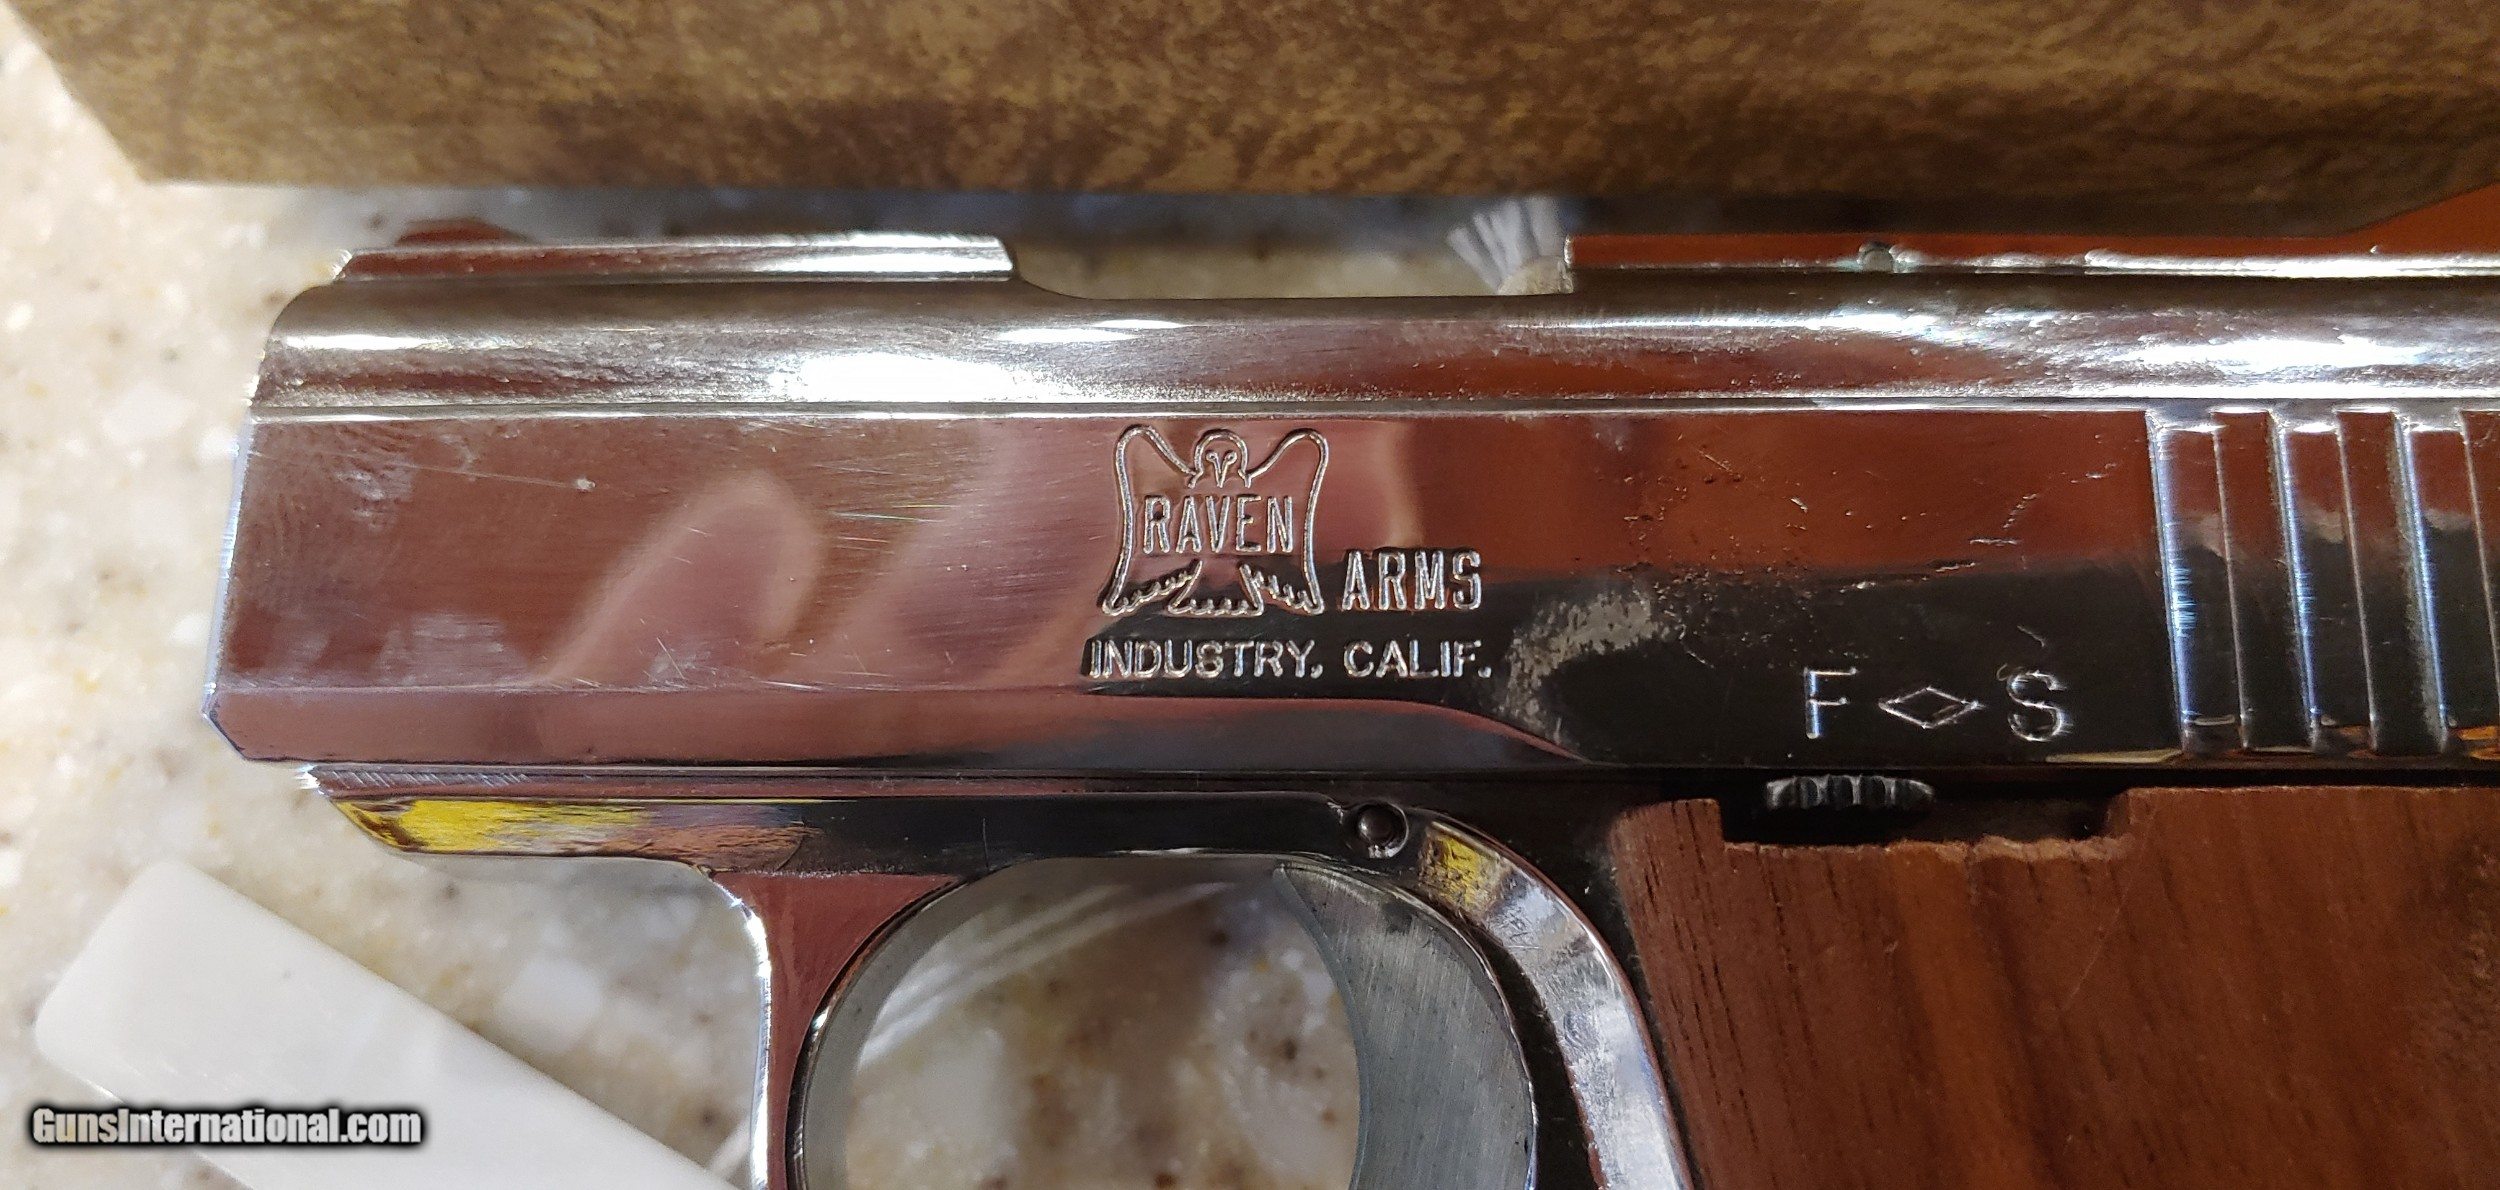 RAVEN
ARMS
INDUSTRY, CALIF.
F S
GunsInternational.com